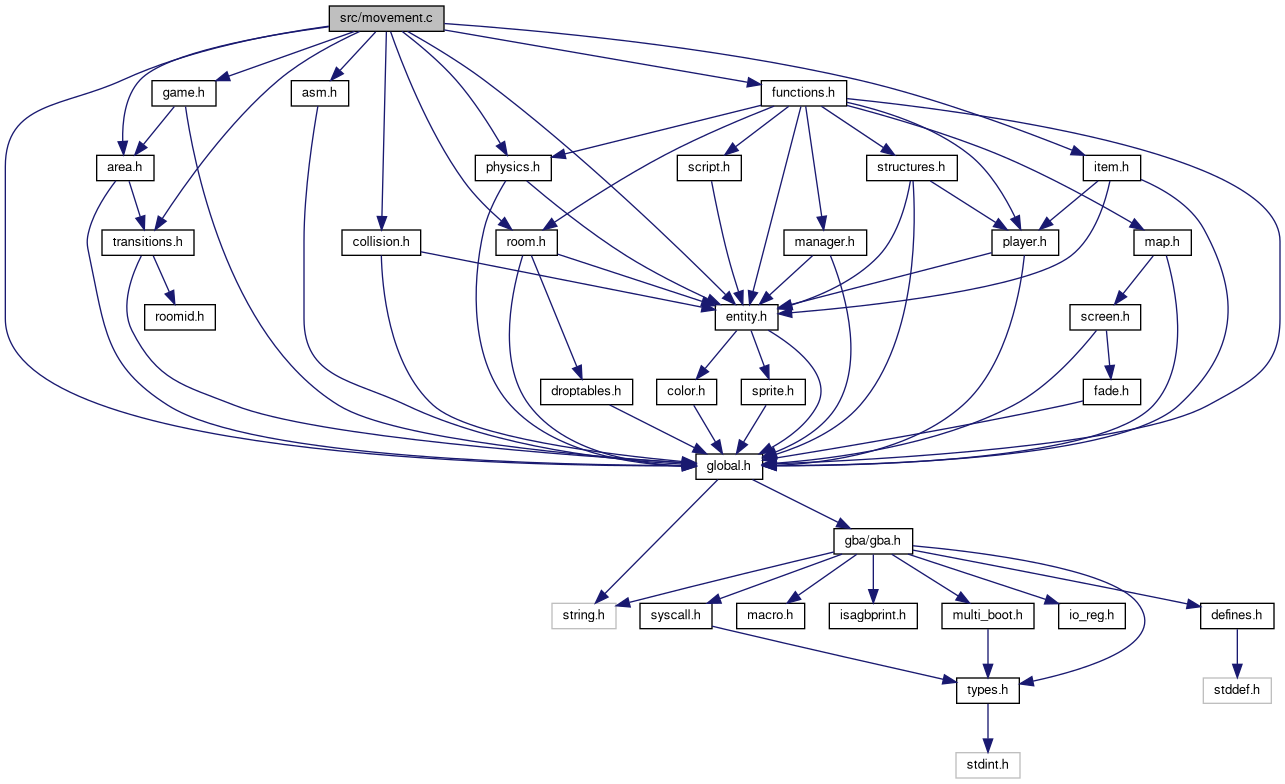 src/movement.c
game.h
asm.h
functions.h
area.h
physics.h
script.h
structures.h
item.h
transitions.h
collision.h
room.h
manager.h
player.h
map.h
roomid.h
entity.h
screen.h
droptables.h
color.h
sprite.h
fade.h
global.h
gba/gba.h
string.h
syscall.h
macro.h
isagbprint.h
multi_boot.h
io_reg.h
defines.h
types.h
stddef.h
stdint.h